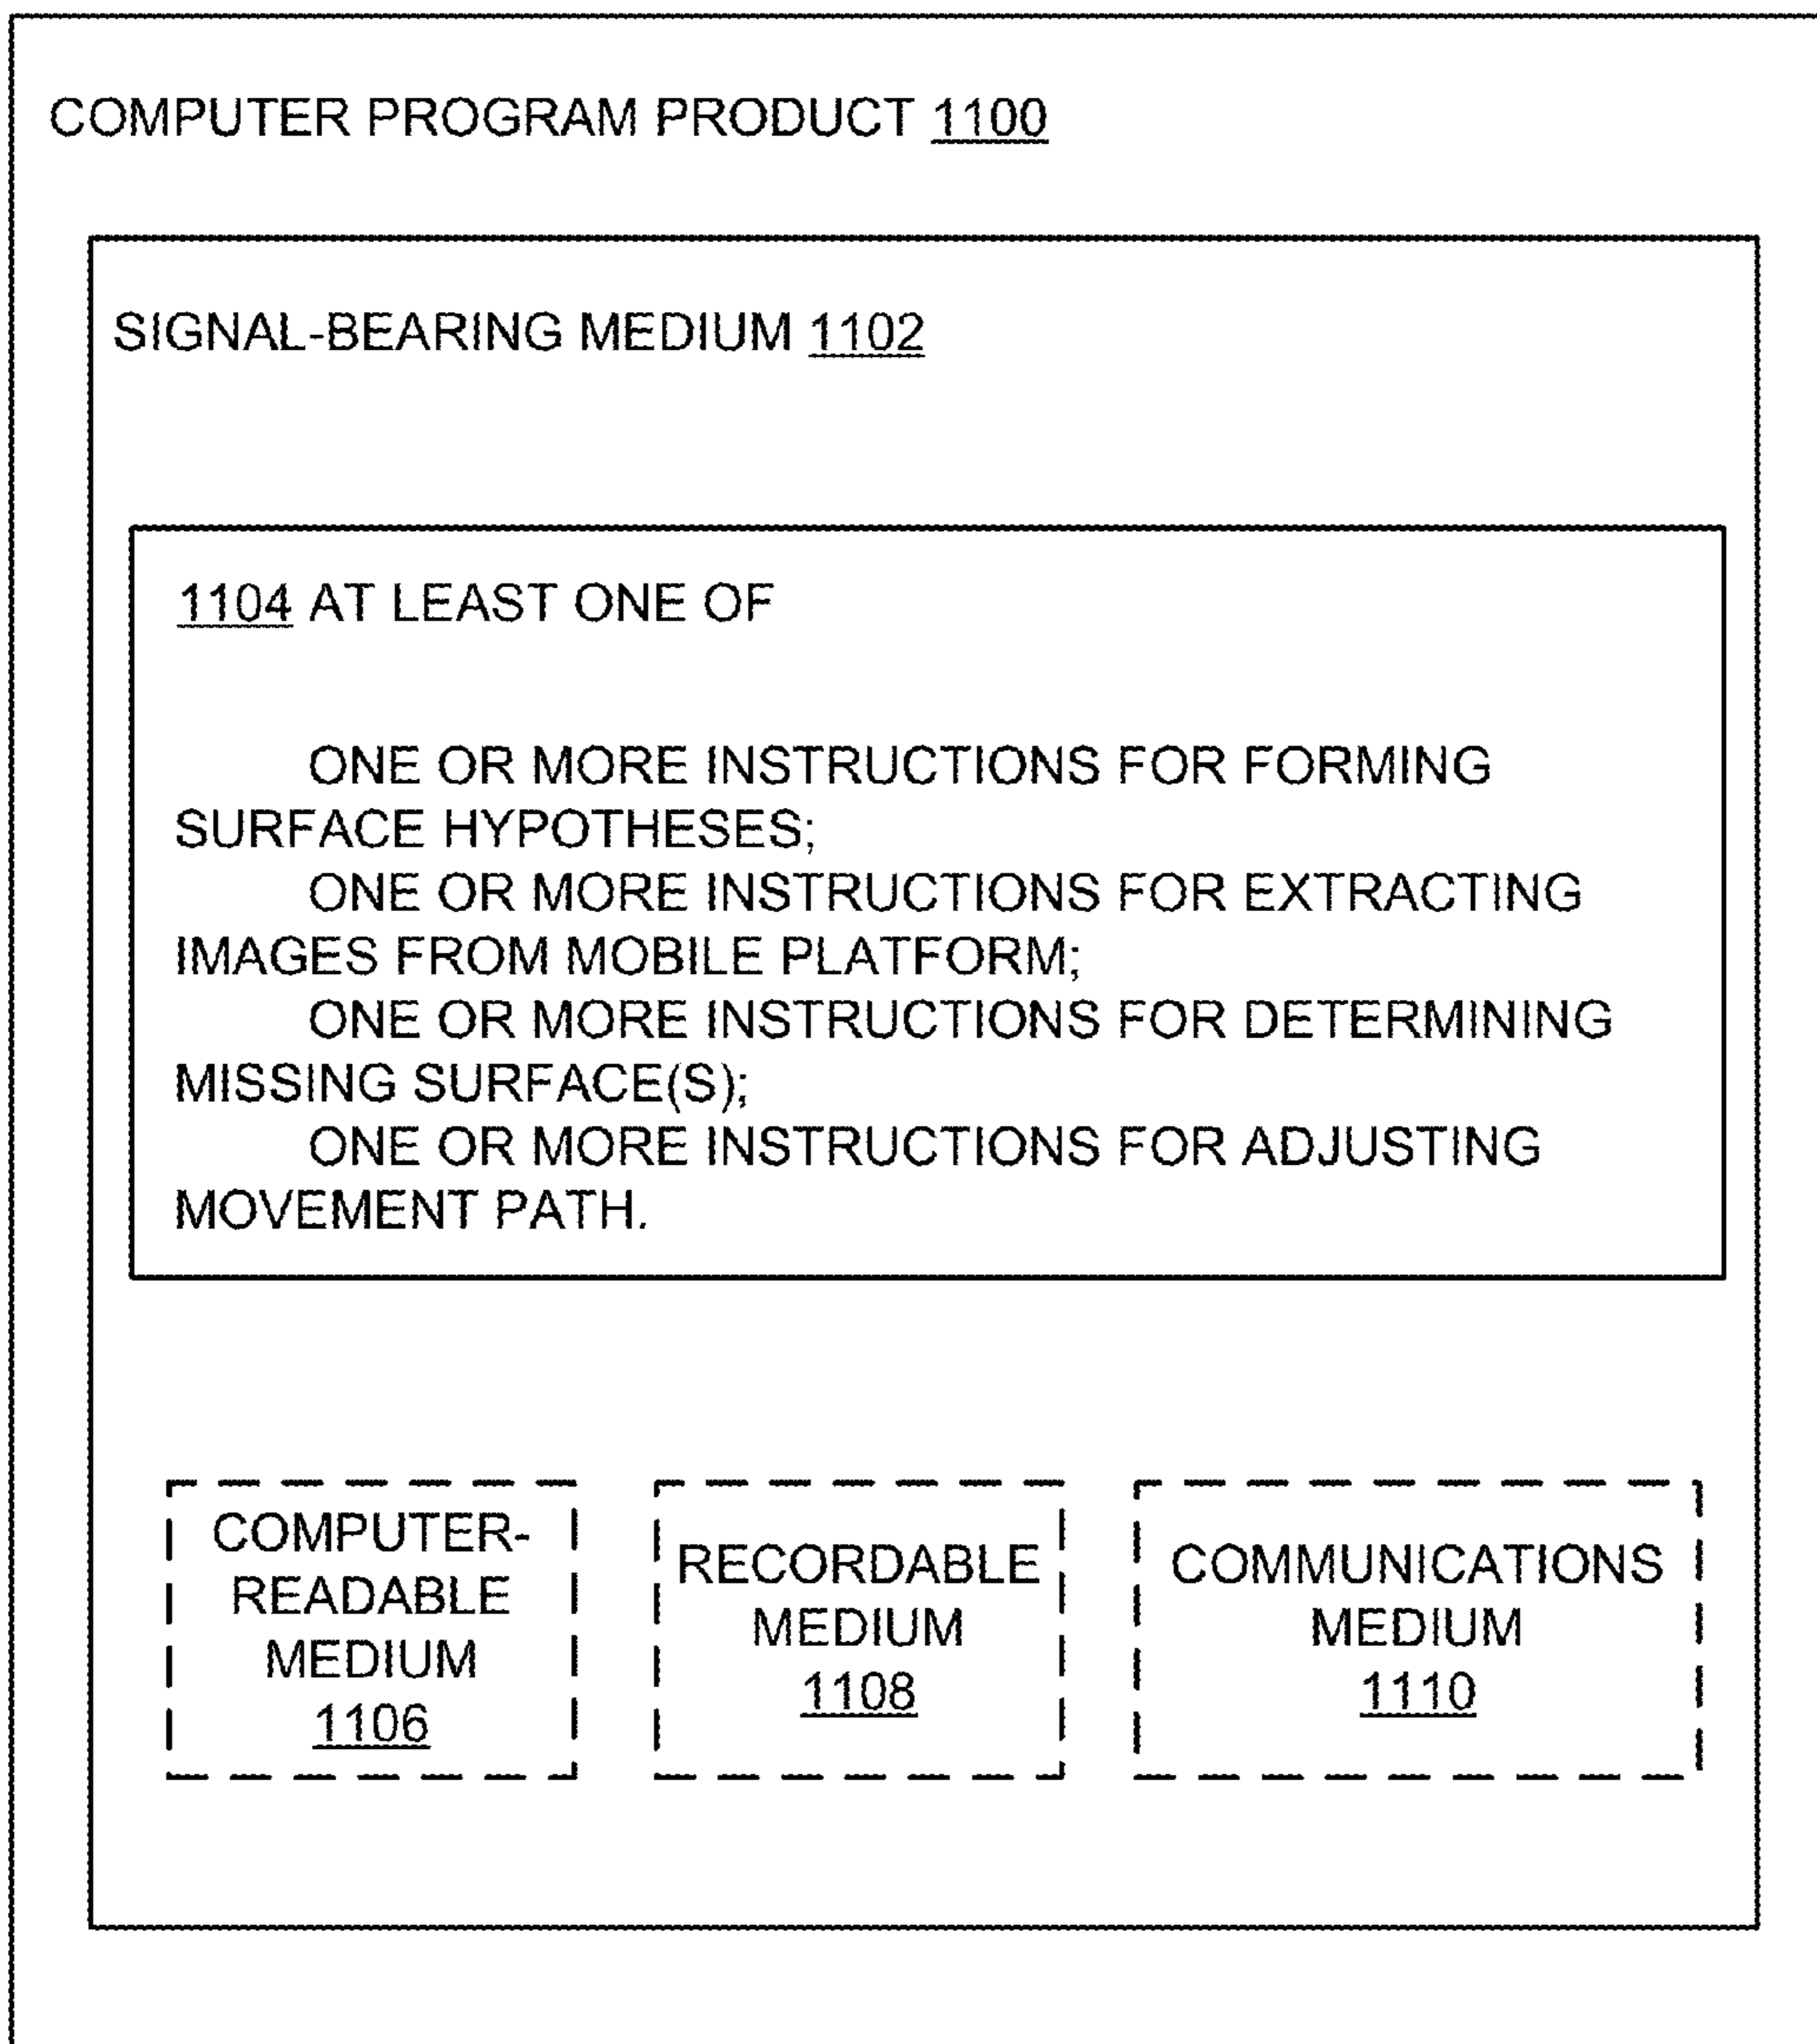 COMPUTER PROGRAM PRODUCT 1100
SIGNAL-BEARING MEDIUM 1102
1104 AT LEAST ONE OF
ONE OR MORE INSTRUCTIONS FOR FORMING
SURFACE HYPOTHESES;
ONE OR MORE INSTRUCTIONS FOR EXTRACTING
IMAGES FROM MOBILE PLATFORM;
ONE OR MORE INSTRUCTIONS FOR DETERMINING
MISSING SURFACE(S);
ONE OR MORE INSTRUCTIONS FOR ADJUSTING
MOVEMENT PATH.
COMPUTER-
READABLE
MEDIUM
1106
RECORDABLE
MEDIUM
1108
COMMUNICATIONS
MEDIUM
1110